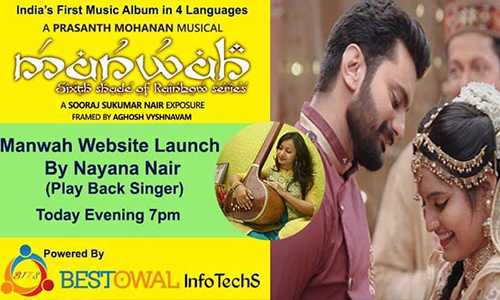 India's First Music Album in 4 Languages
A PRASANTH MOHANAN MUSICAL
manwah
Sixth shade of Rainbow series
A SOORAJ SUKUMAR NAIR EXPOSURE
FRAMED BY AGHOSH VYSHNAVAM
Manwah Website Launch
By Nayana Nair
(Play Back Singer)
Today Evening 7pm
Powered By
BITS
BESTOWAL InfoTechS